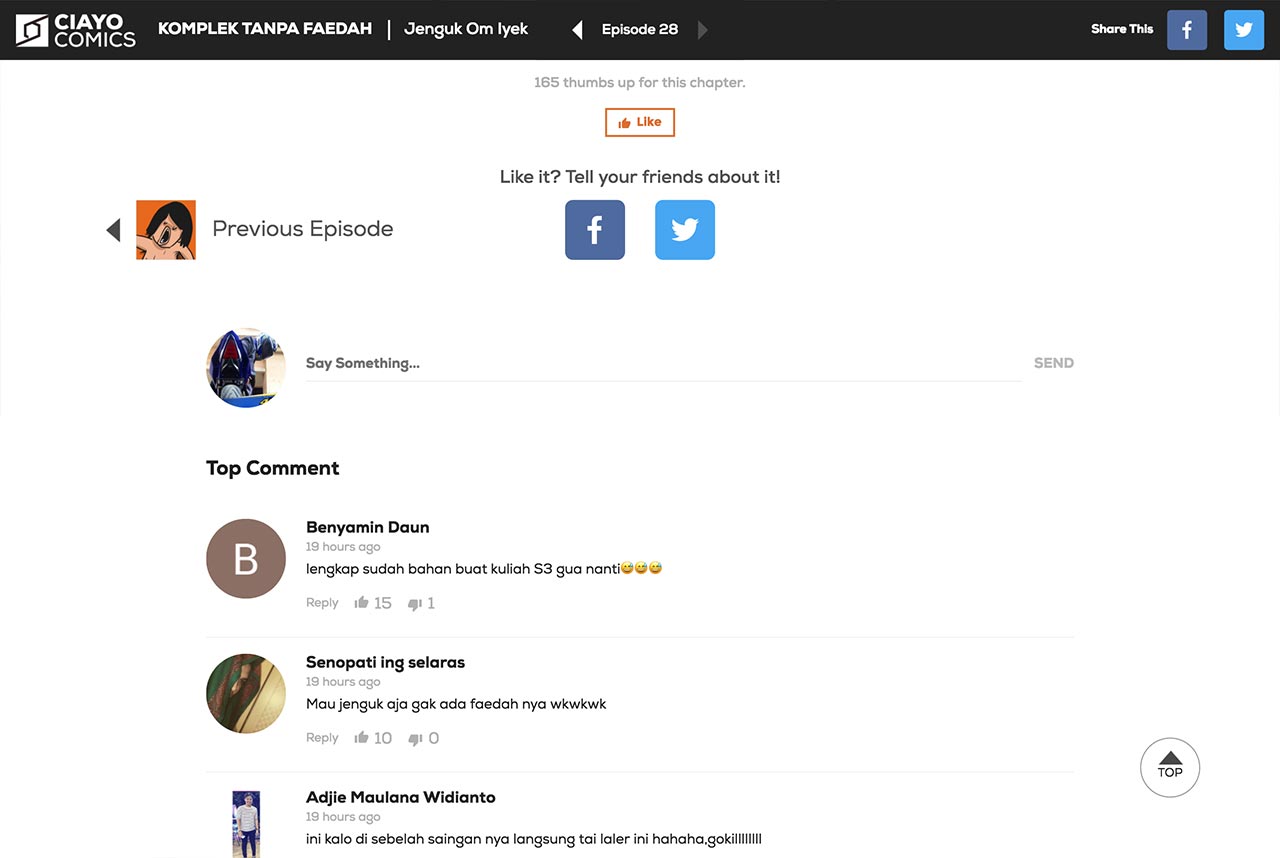 CIAYO
COMICS
KOMPLEK TANPA FAEDAH | Jenguk Om Iyek
Episode 28
Share This
165 thumbs up for this chapter.
Like
Like it? Tell your friends about it!
Previous Episode
Say Something...
SEND
Top Comment
B
Benyamin Daun
19 hours ago
lengkap sudah bahan buat kuliah S3 gua nanti😅😅😅
Reply 15 1
Senopati ing selaras
19 hours ago
Mau jenguk aja gak ada faedah nya wkwkwk
Reply 10 0
TOP
Adjie Maulana Widianto
19 hours ago
ini kalo di sebelah saingan nya langsung tai laler ini hahaha,gokillllllll